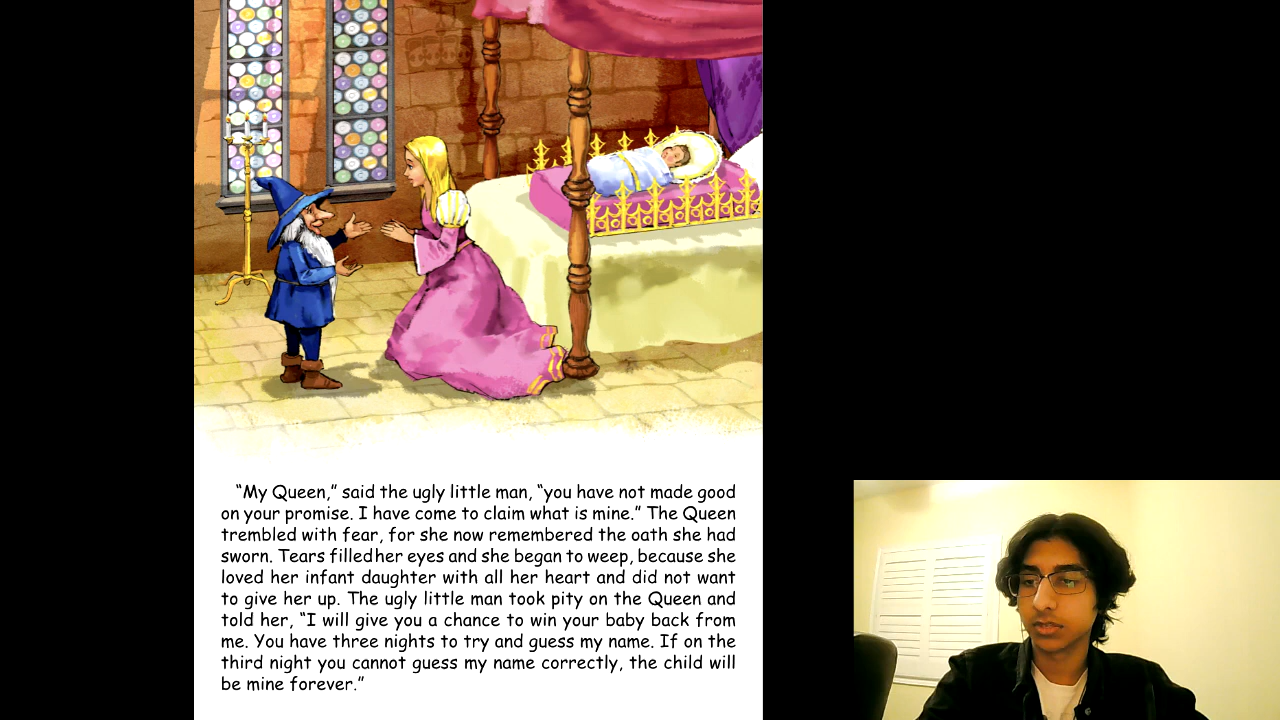 “My Queen,” said the ugly little man, “you have not made good
on your promise. I have come to claim what is mine.” The Queen
trembled with fear, for she now remembered the oath she had
sworn. Tears filled her eyes and she began to weep, because she
loved her infant daughter with all her heart and did not want
to give her up. The ugly little man took pity on the Queen and
told her, “I will give you a chance to win your baby back from
me. You have three nights to try and guess my name. If on the
third night you cannot guess my name correctly, the child will
be mine forever.”